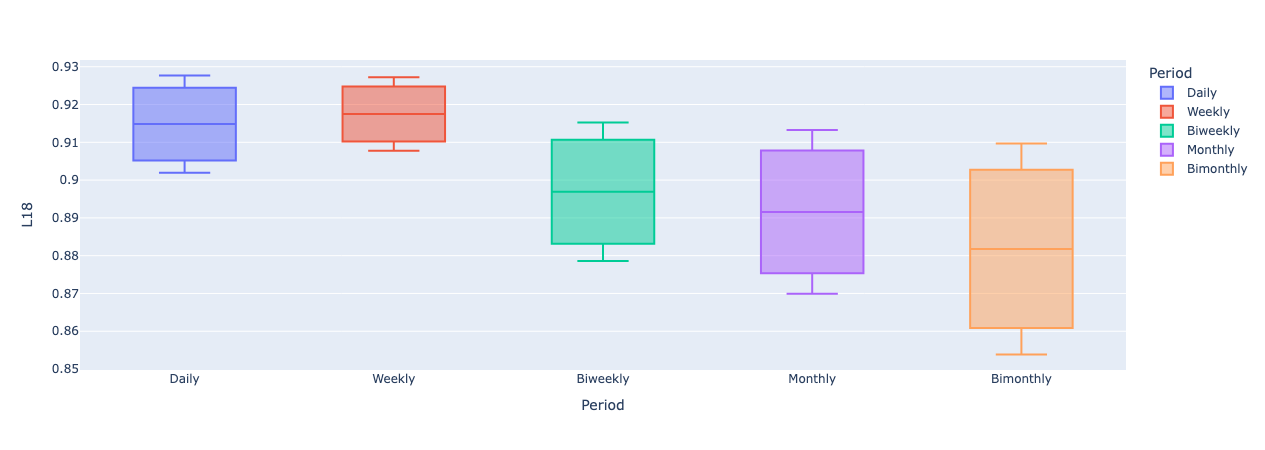 0.93
0.92
0.91
0.9
0.89
0.88
0.87
0.86
0.85
L18
Daily
Weekly
Biweekly
Monthly
Bimonthly
Period
Period
Daily
Weekly
Biweekly
Monthly
Bimonthly